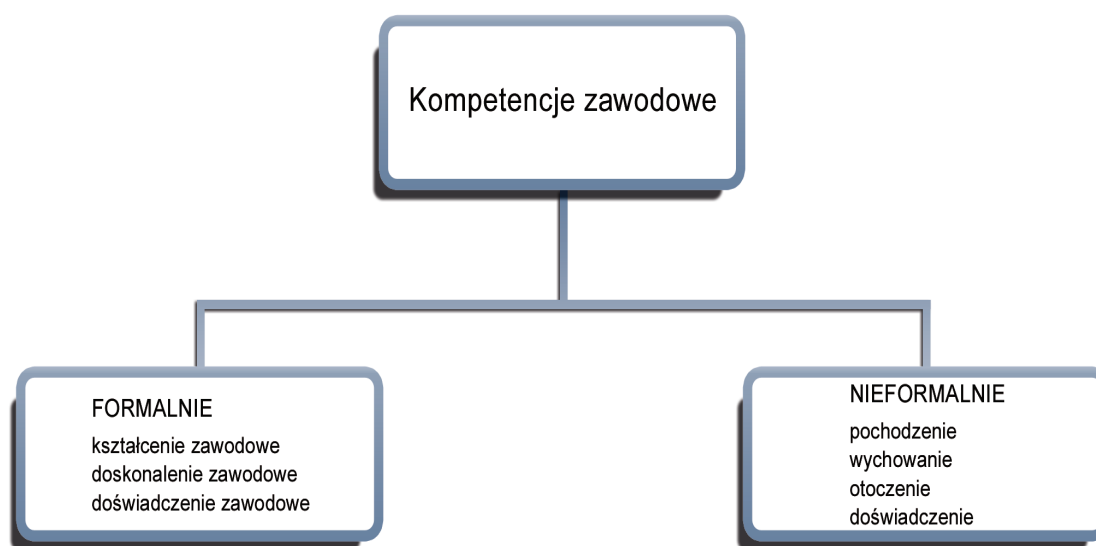 Kompetencje zawodowe
FORMALNIE
kształcenie zawodowe
doskonalenie zawodowe
doświadczenie zawodowe
NIEFORMALNIE
pochodzenie
wychowanie
otoczenie
doświadczenie